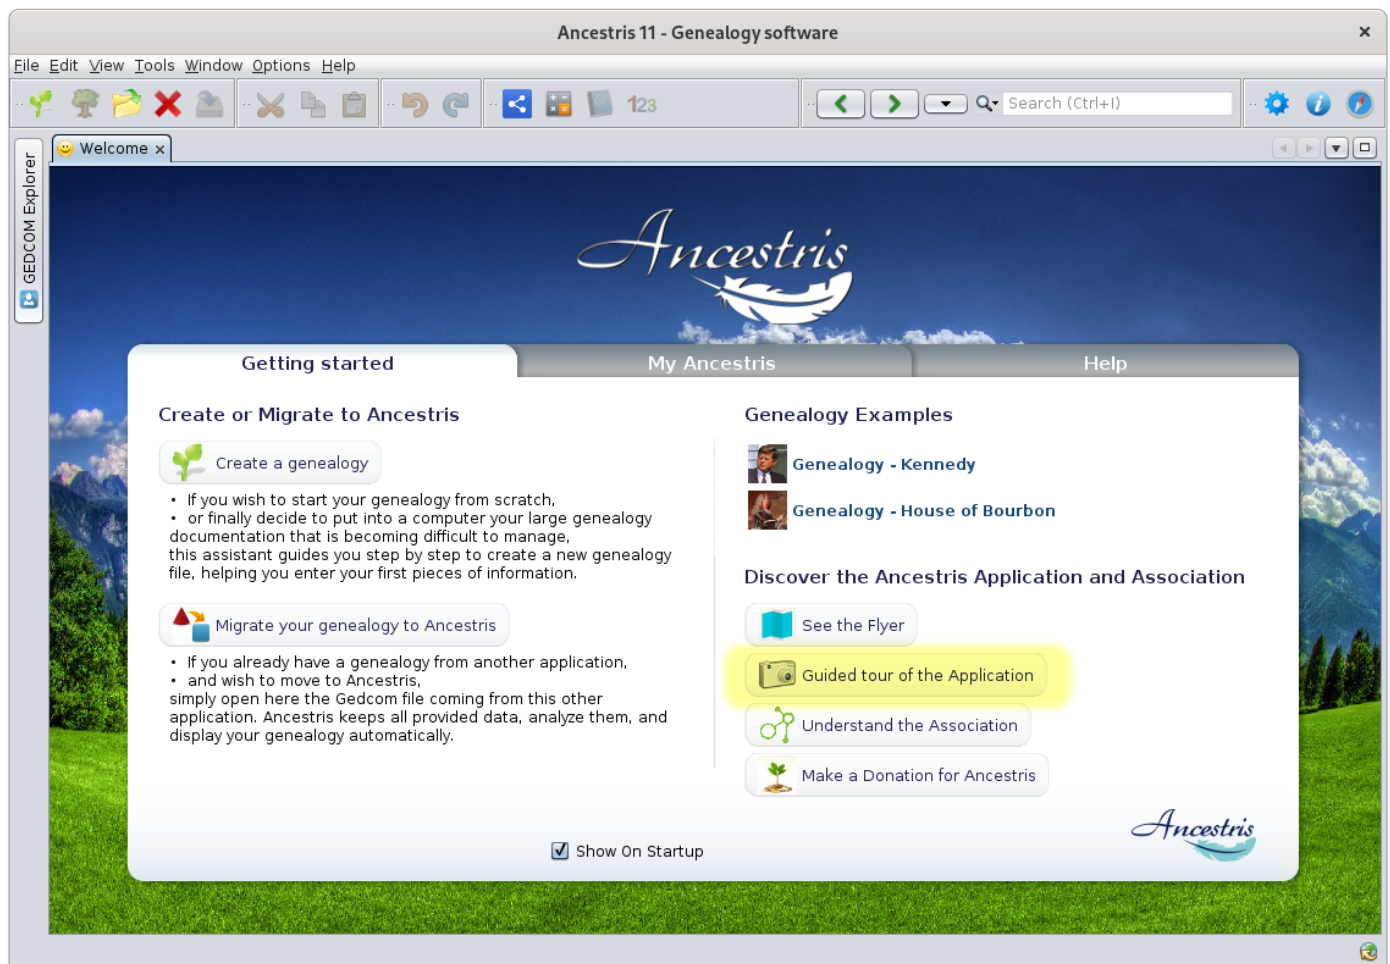 Ancestris 11 - Genealogy software
File Edit View Tools Window Options Help
123
Search (Ctrl+I)
Welcome
GEDCOM Explorer
Ancestris
Getting started
My Ancestris
Help
Create or Migrate to Ancestris
Create a genealogy
• If you wish to start your genealogy from scratch,
• or finally decide to put into a computer your large genealogy
documentation that is becoming difficult to manage,
this assistant guides you step by step to create a new genealogy
file, helping you enter your first pieces of information.
Migrate your genealogy to Ancestris
• If you already have a genealogy from another application,
• and wish to move to Ancestris,
simply open here the Gedcom file coming from this other
application. Ancestris keeps all provided data, analyze them, and
display your genealogy automatically.
Genealogy Examples
Genealogy - Kennedy
Genealogy - House of Bourbon
Discover the Ancestris Application and Association
See the Flyer
Guided tour of the Application
Understand the Association
Make a Donation for Ancestris
Ancestris
Show On Startup